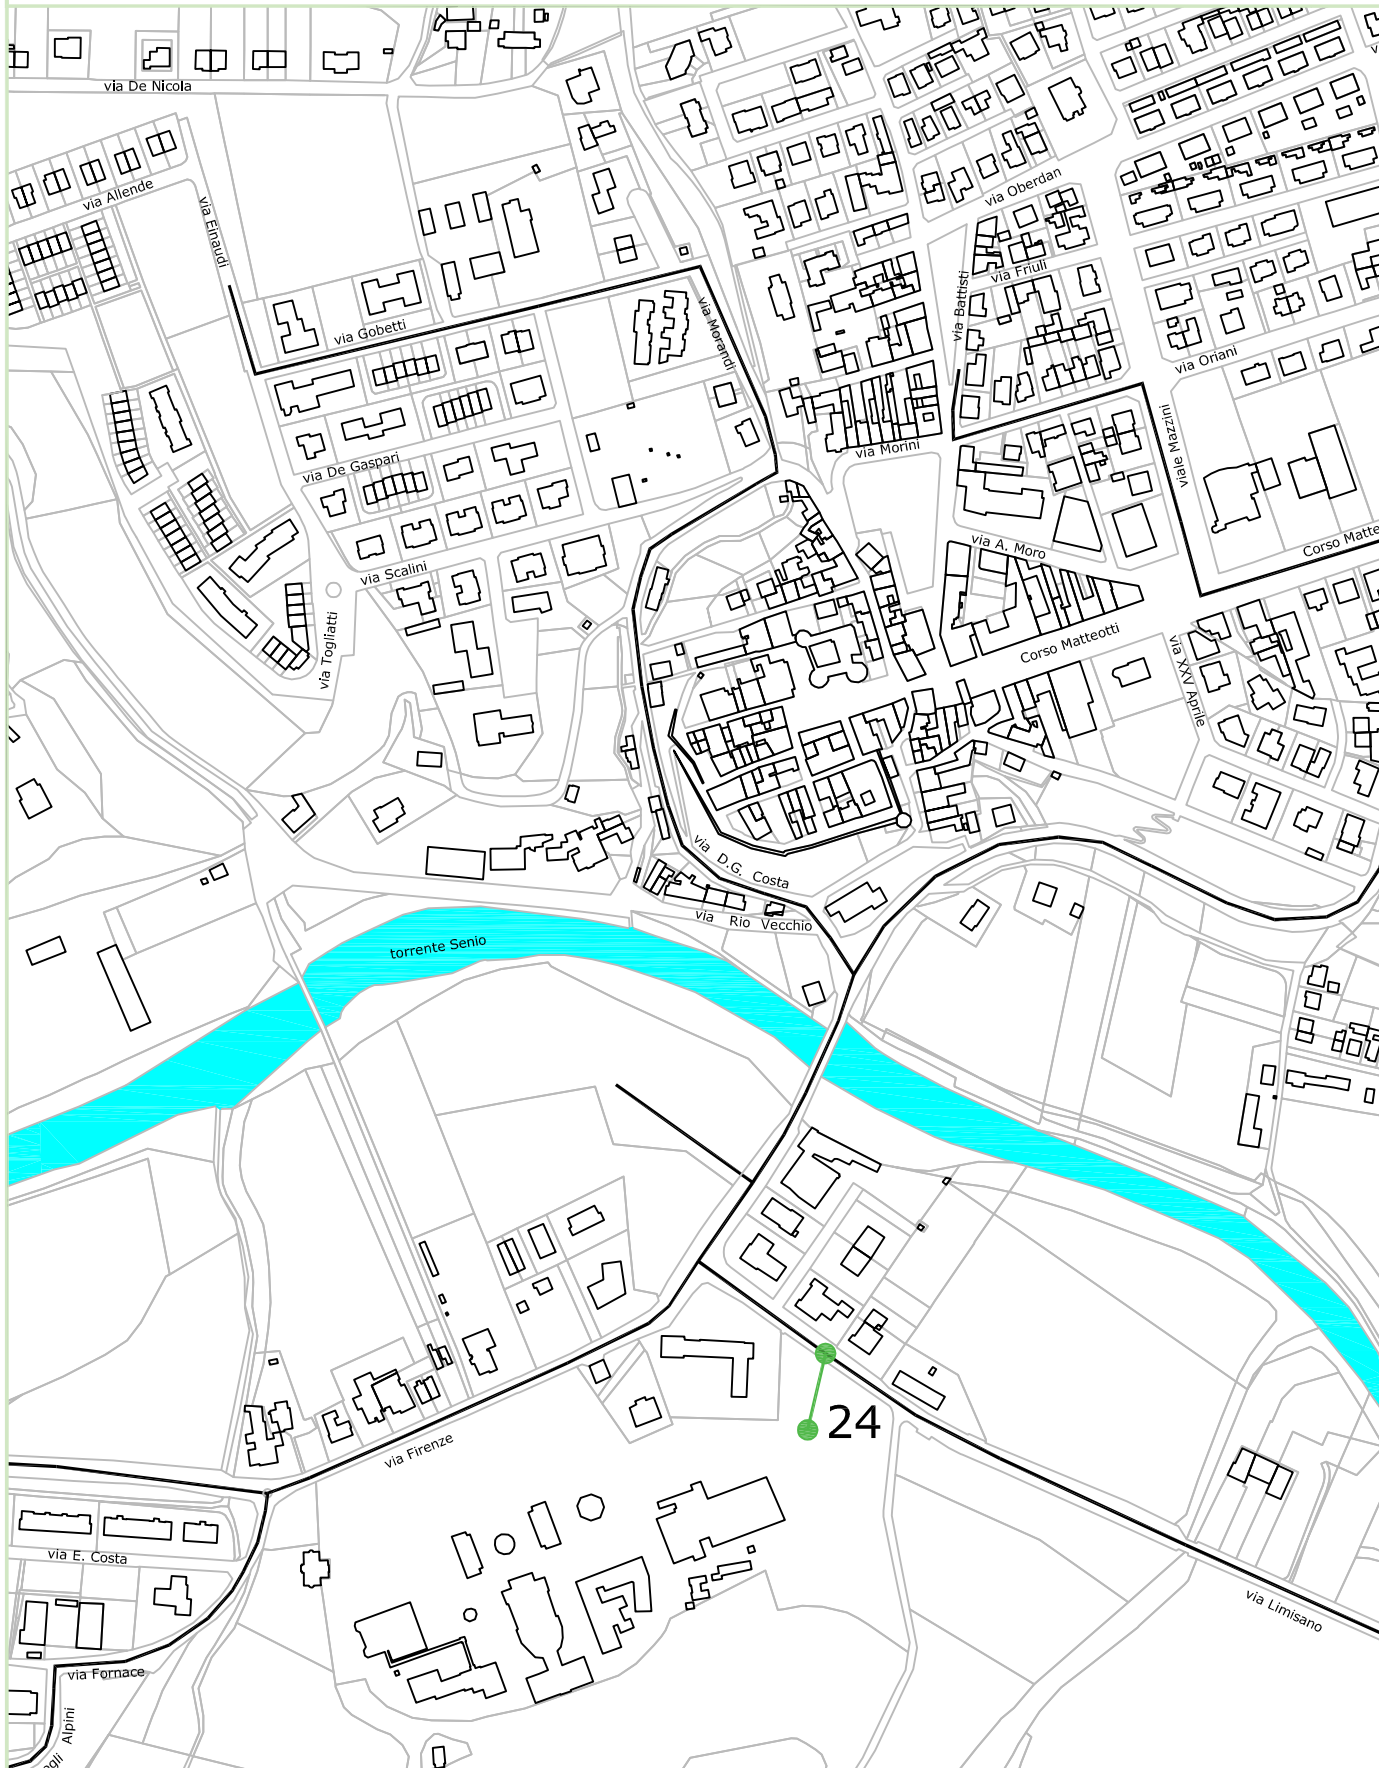 via De Nicola
via Allende
via Einaudi
via Oberdan
via Friuli
via Battisti
via Gobetti
via Morandi
via Oriani
viale Mazzini
via Morini
via De Gaspari
Corso Matte
via A. Moro
via Scalini
via Togliatti
Corso Matteotti
via XXV Aprile
via D.G. Costa
via Rio Vecchio
torrente Senio
24
via Firenze
via E. Costa
via Limisano
via Fornace
Alpini